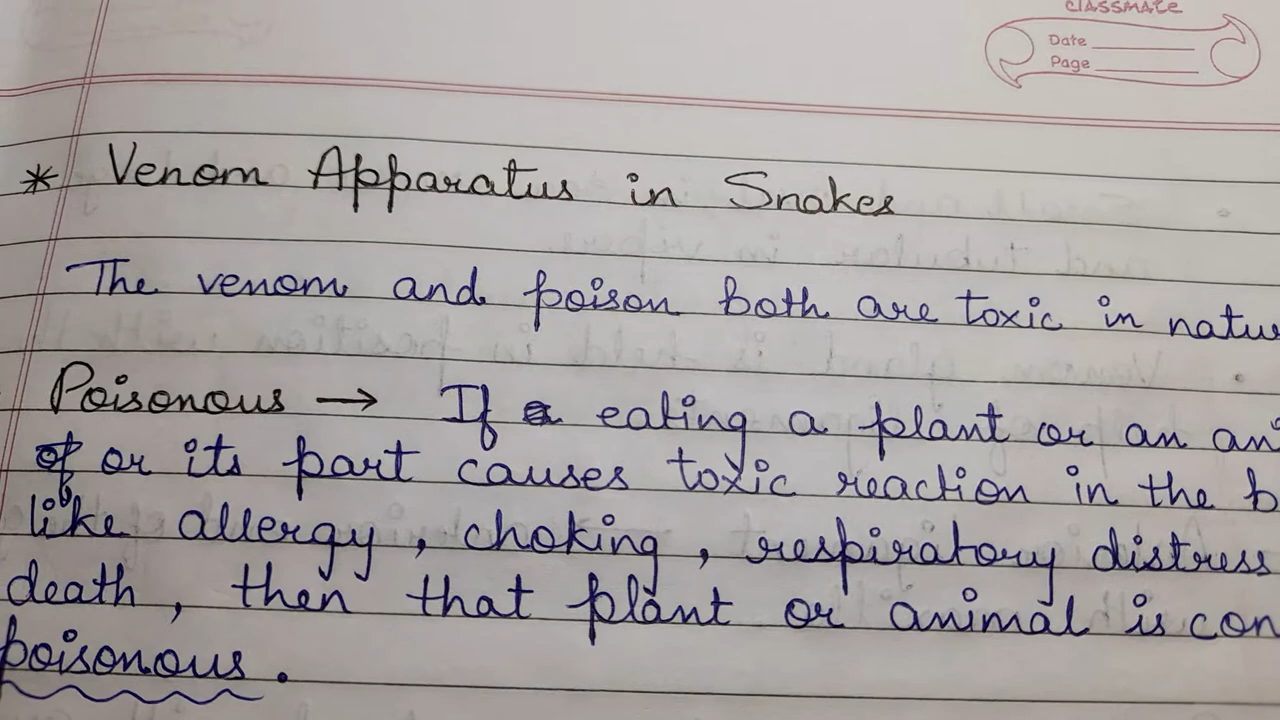 classmate
Date
Page
* Venom Apparatus in Snakes
The venom and poison both are toxic in natu
Poisonous → If eating a plant or an an
or its part causes toxic reaction in the b
like allergy, choking, respiratory distress
death, then that plant or animal is con
poisonous.